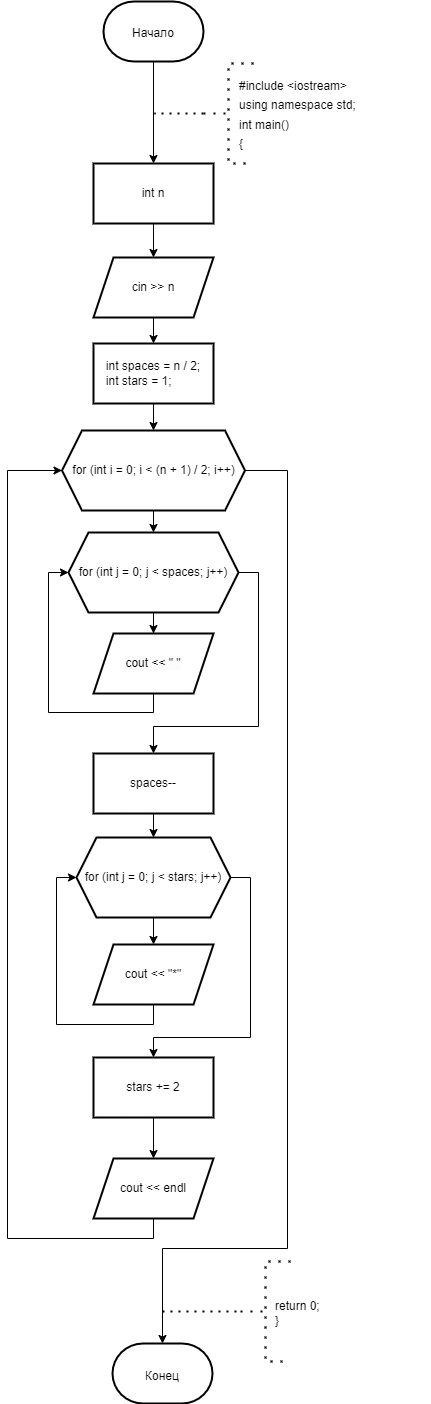 Начало
#include <iostream>
using namespace std;
int main()
{
int n
cin >> n
int spaces = n / 2;
int stars = 1;
for (int i = 0; i < (n + 1) / 2; i++)
for (int j = 0; j < spaces; j++)
cout << " "
spaces--
for (int j = 0; j < stars; j++)
cout << "*"
stars += 2
cout << endl
return 0;
}
Конец